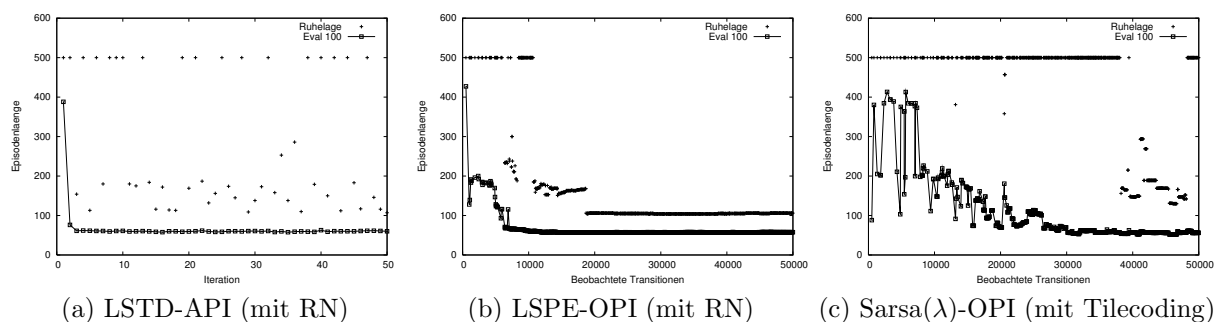 600
500
400
300
200
100
0
0 10 20 30 40 50
Episodenlaenge
Iteration
Ruhelage
Eval 100
(a) LSTD-API (mit RN)
600
500
400
300
200
100
0
0 10000 20000 30000 40000 50000
Episodenlaenge
Beobachtete Transitionen
Ruhelage
Eval 100
(b) LSPE-OPI (mit RN)
600
500
400
300
200
100
0
0 10000 20000 30000 40000 50000
Episodenlaenge
Beobachtete Transitionen
Ruhelage
Eval 100
(c) Sarsa(λ)-OPI (mit Tilecoding)